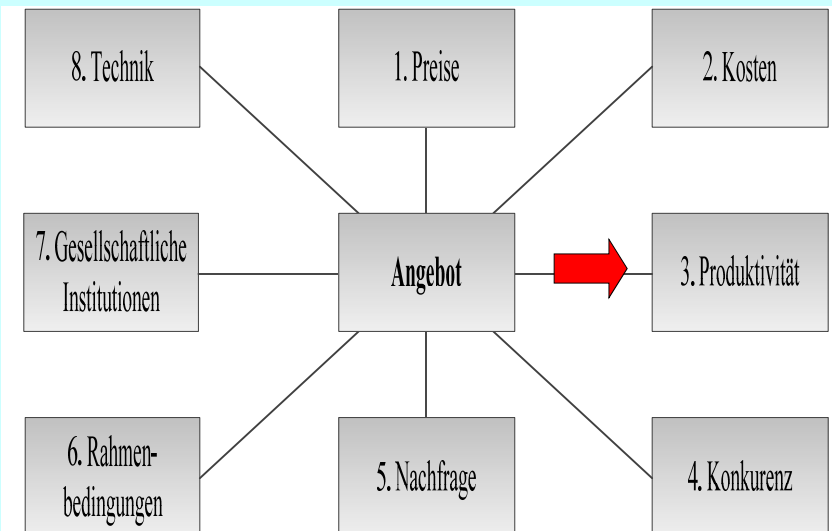 8. Technik
1. Preise
2. Kosten
7. Gesellschaftliche
Institutionen
Angebot
3. Produktivität
6. Rahmen-
bedingungen
5. Nachfrage
4. Konkurenz